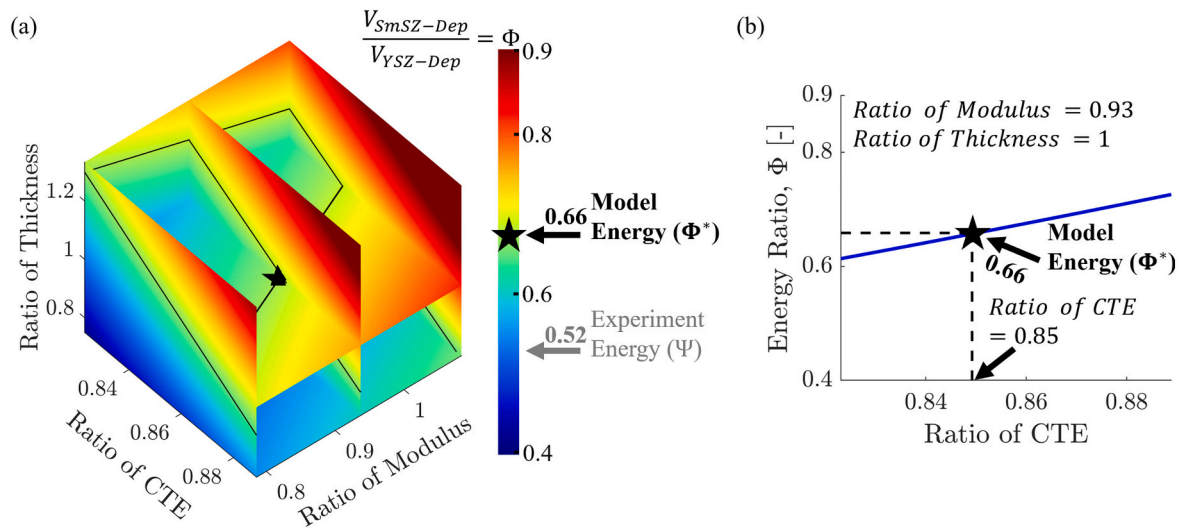 (a)
V_SmSZ−Dep
V_YSZ−Dep
= Φ
0.9
0.8
0.66
Model
Energy (Φ*)
0.6
0.52
Experiment
Energy (Ψ)
0.4
Ratio of Thickness
1.2
1
0.8
0.84
0.86
0.88
Ratio of CTE
0.8
0.9
1
Ratio of Modulus
(b)
Ratio of Modulus = 0.93
Ratio of Thickness = 1
Energy Ratio, Φ [-]
0.9
0.8
0.6
0.4
Model
Energy (Φ*)
0.66
Ratio of CTE
= 0.85
0.84
0.86
0.88
Ratio of CTE